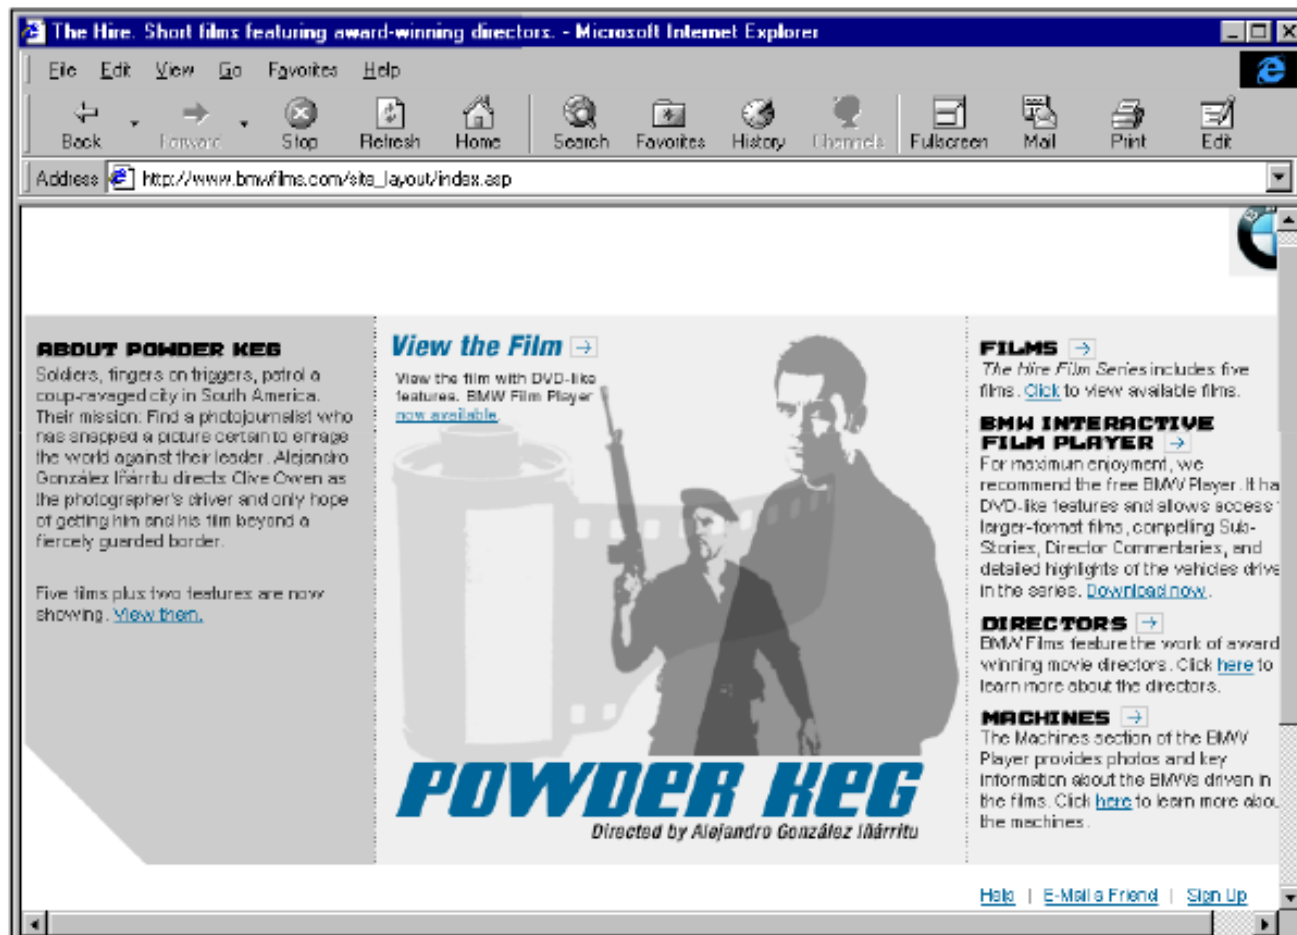 The Hire. Short films featuring award-winning directors. - Microsoft Internet Explorer
File Edit View Go Favorites Help
Back Forward Stop Refresh Home Search Favorites History Channels Fullscreen Mail Print Edit
Address http://www.bmwfilms.com/site_layout/index.asp
ABOUT POWDER KEG
Soldiers, fingers on triggers, patrol a
coup-ravaged city in South America.
Their mission: Find a photojournalist who
has snapped a picture certain to enrage
the world against their leader. Alejandro
González Iñárritu directs Clive Owen as
the photographer's driver and only hope
of getting him and his film beyond a
fiercely guarded border.
Five films plus two features are now
showing. View them.
View the Film
View the film with DVD-like
features. BMW Film Player
now available.
POWDER KEG
Directed by Alejandro González Iñárritu
FILMS
The Hire Film Series includes five
films. Click to view available films.
BMW INTERACTIVE
FILM PLAYER
For maximun enjoyment, we
recommend the free BMW Player. It ha
DVD-like features and allows access
larger-format films, compelling Sub-
Stories, Director Commentaries, and
detailed highlights of the vehicles drive
in the series. Download now.
DIRECTORS
BMW Films feature the work of award
winning movie directors. Click here to
learn more about the directors.
MACHINES
The Machines section of the BMW
Player provides photos and key
information about the BMWs driven in
the films. Click here to learn more abou
the machines.
Help | E-Mail a Friend | Sign Up